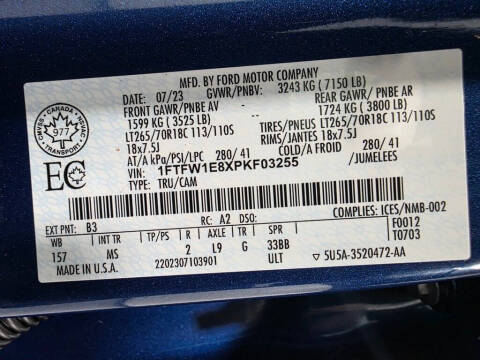 MFD. BY FORD MOTOR COMPANY
DATE: 07/23 GVWR/PNBV: 3243 KG ( 7150 LB)
FRONT GAWR/PNBE AV REAR GAWR/ PNBE AR
1599 KG ( 3525 LB) 1724 KG ( 3800 LB)
LT265/70R18C 113/110S TIRES/PNEUS LT265/70R18C 113/110S
18x7.5J RIMS/JANTES 18x7.5J
AT/A kPa/PSI/LPC 280/ 41 COLD/A FROID 280/ 41
VIN: 1FTFW1E8XPKF03255 /JUMELEES
TYPE: TRU/CAM
CANADA
977
TRANSPORT
EC
EXT PNT: B3 RC: A2 DSO: COMPLIES: ICES/NMB-002
WB INT TR TP/PS R AXLE TR SPR F0012
157 MS 2 L9 G 33BB T0703
MADE IN U.S.A. 2202307103901 ULT 5U5A-3520472-AA